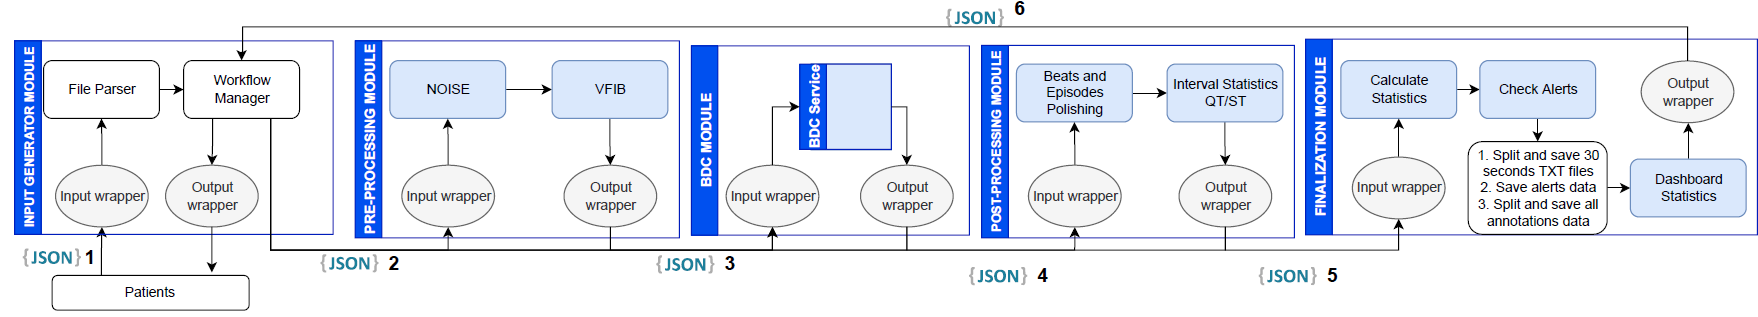 {JSON} 6
INPUT GENERATOR MODULE
File Parser
Workflow
Manager
Input wrapper
Output
wrapper
{JSON} 1
Patients
PRE-PROCESSING MODULE
NOISE
VFIB
Input wrapper
Output
wrapper
{JSON} 2
BDC MODULE
BDC Service
Input wrapper
Output
wrapper
{JSON} 3
POST-PROCESSING MODULE
Beats and
Episodes
Polishing
Interval Statistics
QT/ST
Input wrapper
Output
wrapper
{JSON} 4
FINALIZATION MODULE
Calculate
Statistics
Check Alerts
Input wrapper
1. Split and save 30
seconds TXT files
2. Save alerts data
3. Split and save all
annotations data
Dashboard
Statistics
Output
wrapper
{JSON} 5